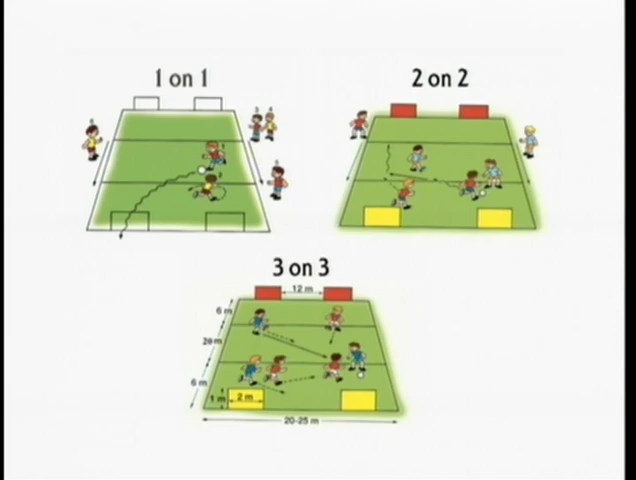 1 on 1
2 on 2
3 on 3
12 m
6 m
20 m
6 m
1 m
2 m
20-25 m